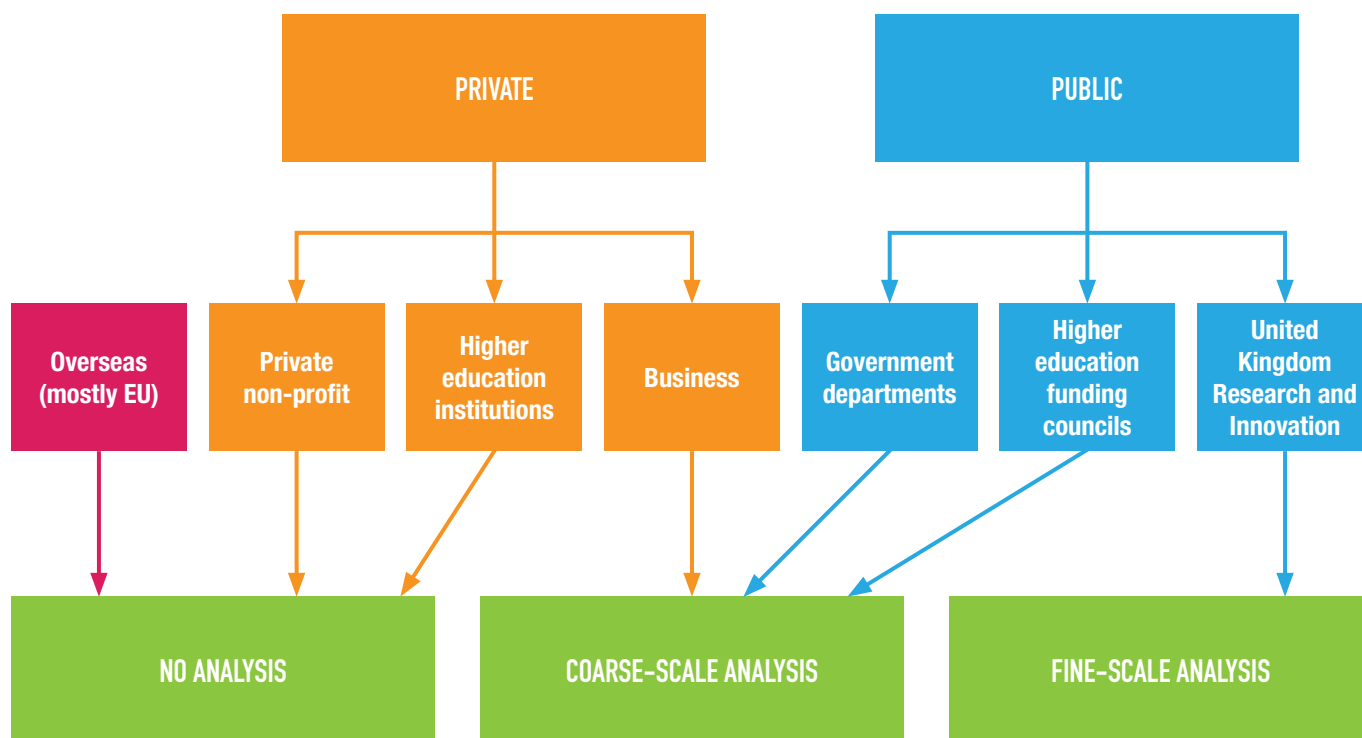 PRIVATE
PUBLIC
Overseas
(mostly EU)
Private
non-profit
Higher
education
institutions
Business
Government
departments
Higher
education
funding
councils
United
Kingdom
Research and
Innovation
NO ANALYSIS
COARSE-SCALE ANALYSIS
FINE-SCALE ANALYSIS